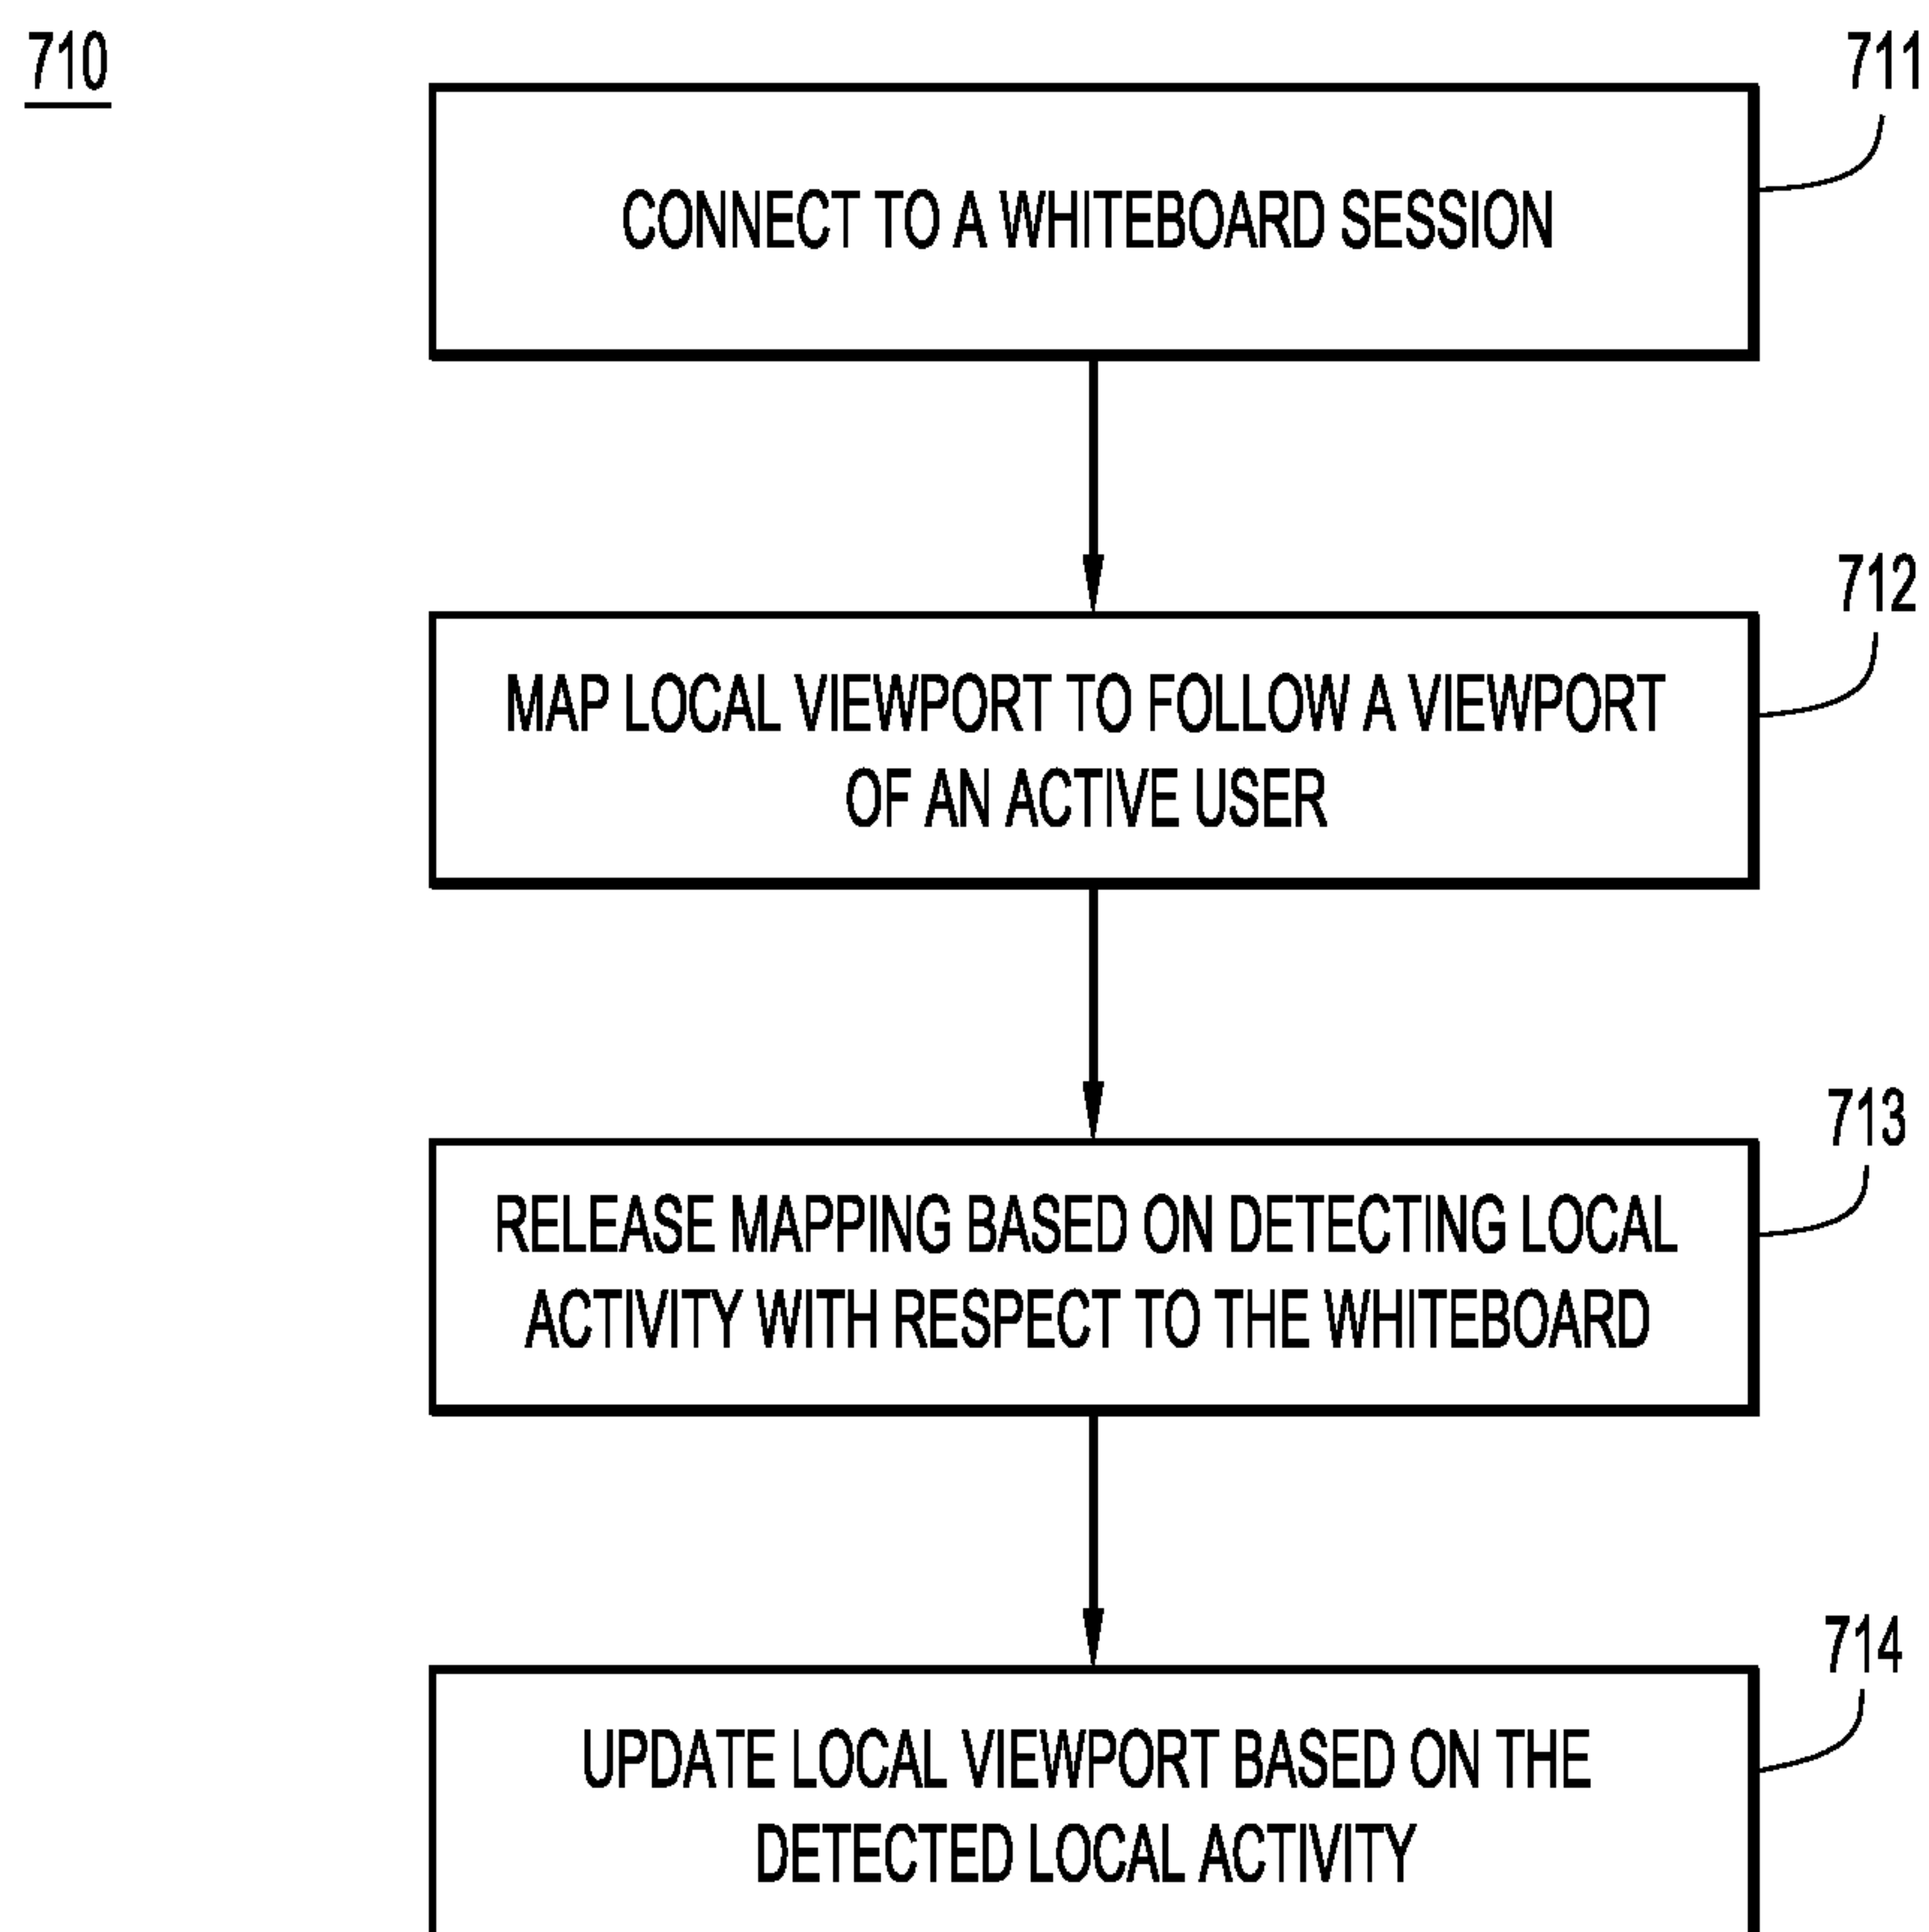 710
711
CONNECT TO A WHITEBOARD SESSION
712
MAP LOCAL VIEWPORT TO FOLLOW A VIEWPORT
OF AN ACTIVE USER
713
RELEASE MAPPING BASED ON DETECTING LOCAL
ACTIVITY WITH RESPECT TO THE WHITEBOARD
714
UPDATE LOCAL VIEWPORT BASED ON THE
DETECTED LOCAL ACTIVITY